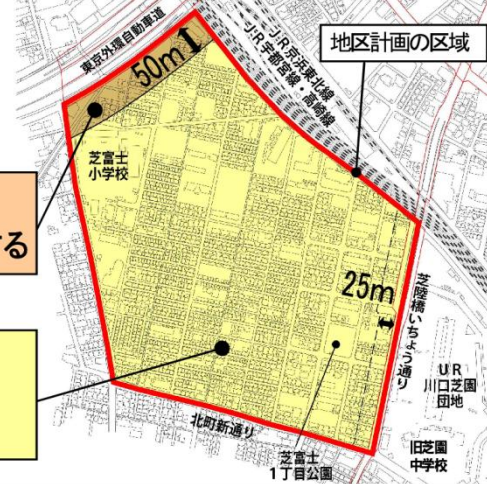 東京外環自動車道
50m
JR京浜東北線
JR宇都宮線・高崎線
地区計画の区域
芝富士
小学校
する
25m
芝陸橋いちょう通り
UR
川口芝園
団地
北町新通り
芝富士
1丁目公園
旧芝園
中学校